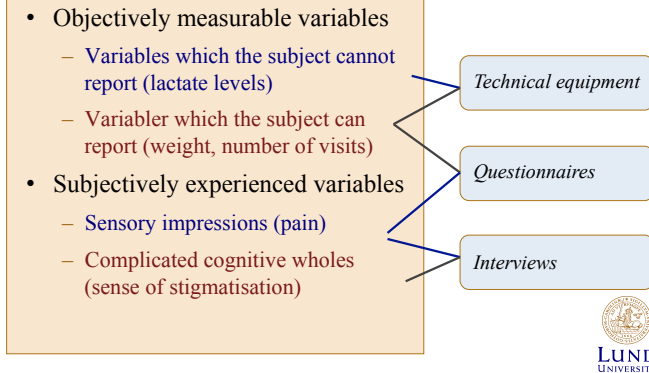 • Objectively measurable variables
– Variables which the subject cannot
report (lactate levels)
– Variabler which the subject can
report (weight, number of visits)
• Subjectively experienced variables
– Sensory impressions (pain)
– Complicated cognitive wholes
(sense of stigmatisation)
Technical equipment
Questionnaires
Interviews
LUND
UNIVERSIT